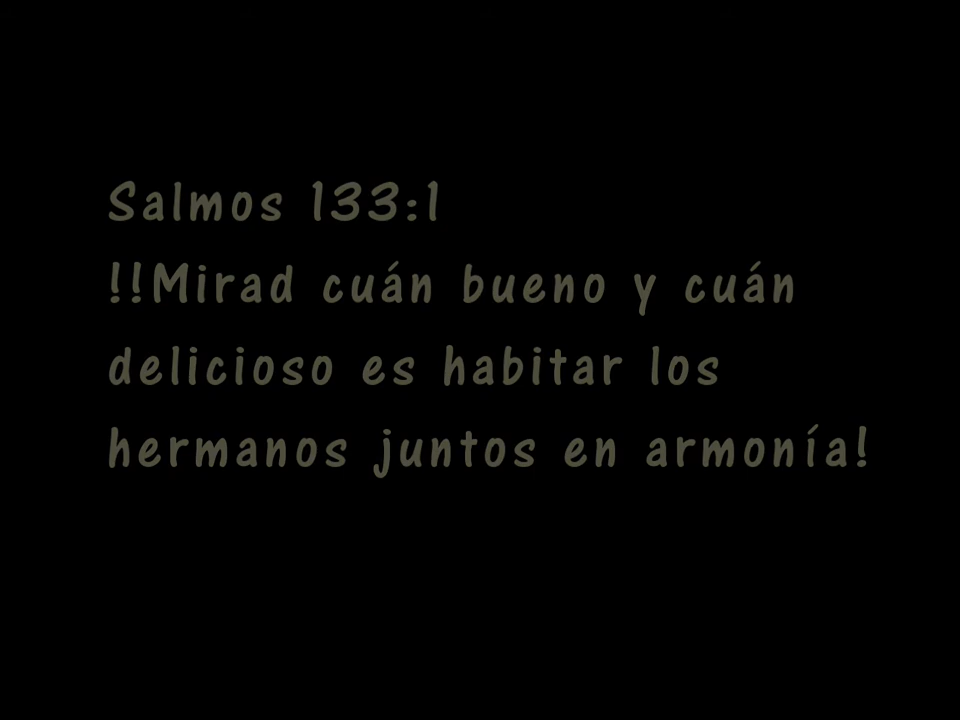 Salmos 133:1
!!Mirad cuán bueno y cuán
delicioso es habitar los
hermanos juntos en armonía!